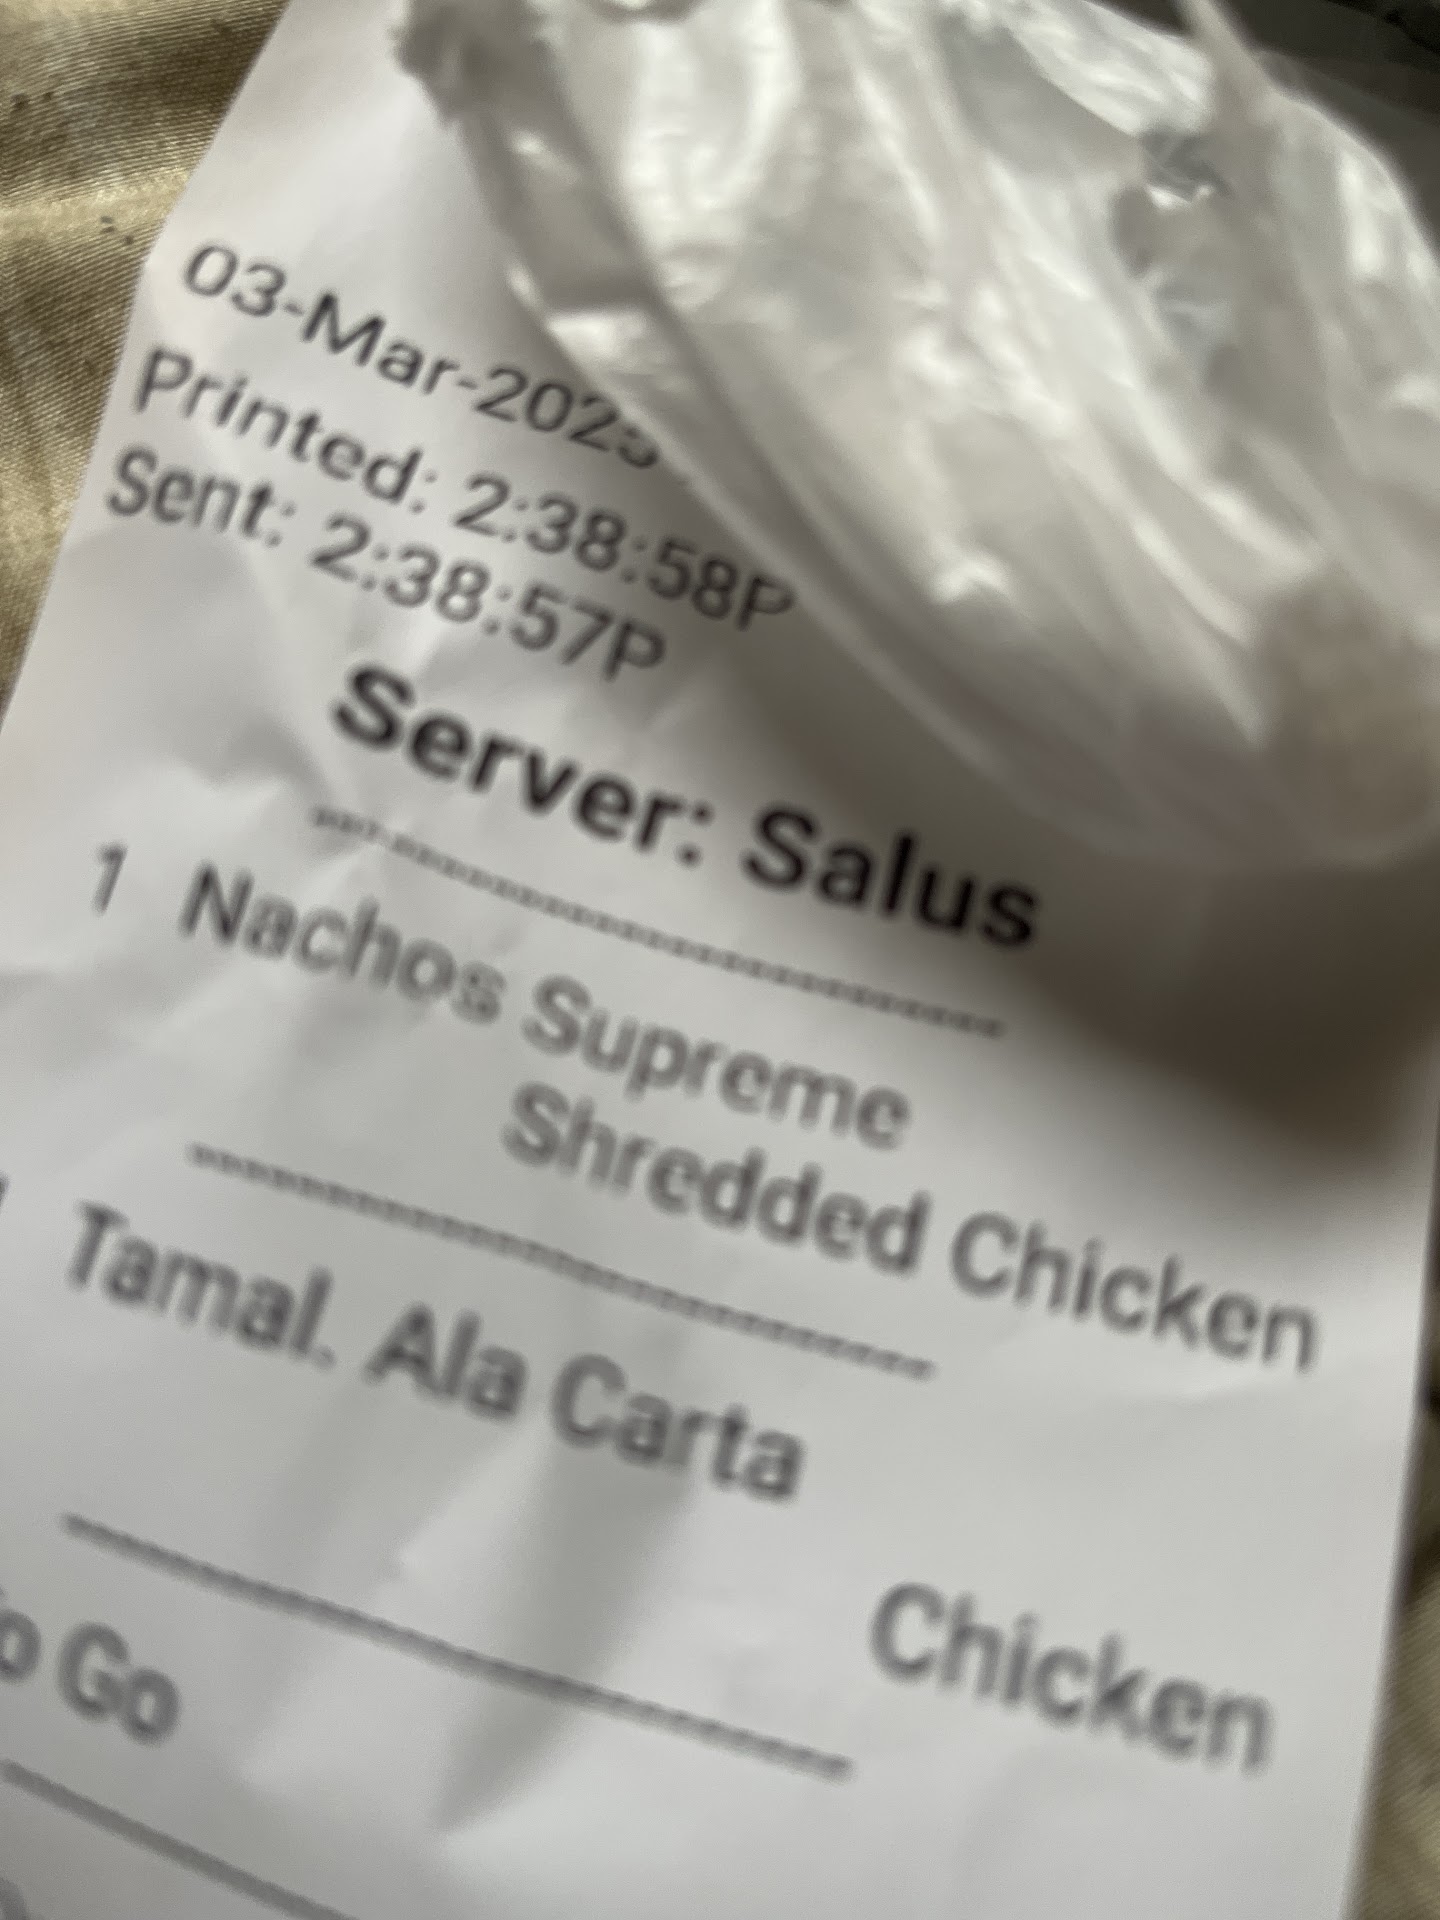 03-Mar-2025
Printed: 2:38:58P
Sent: 2:38:57P
Server: Salus
1 Nachos Supreme
Shredded Chicken
Tamal. Ala Carta
Chicken
Go